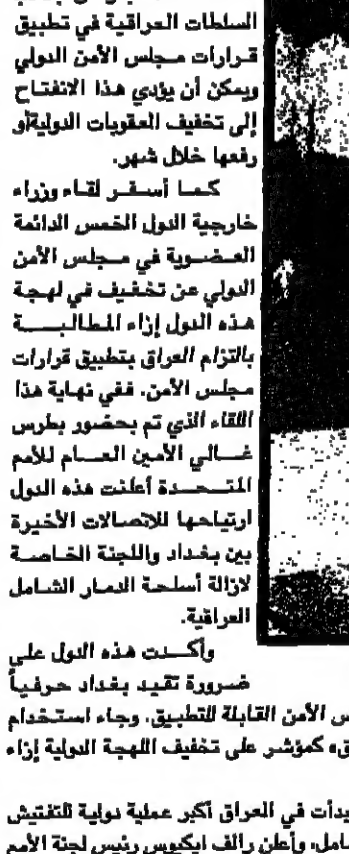 السلطات العراقية في تطبيق
قرارات مجلس الأمن الدولي
ويمكن أن يؤدي هذا الانفتاح
إلى تخفيف العقوبات الدوليةأو
رفعها خلال شهر.
كما أسفر لقاء وزراء
خارجية الدول الخمس الدائمة
العضوية في مجلس الأمن
الدولي عن تخفيف في لهجة
هذه الدول إزاء المطالبة
بالتزام العراق بتطبيق قرارات
مجلس الأمن. ففي نهاية هذا
اللقاء الذي تم بحضور بطرس
غالي الأمين العام للأمم
المتحدة أعلنت هذه الدول
ارتياحها للاتصالات الأخيرة
بين بغداد واللجنة الخاصة
لازالة أسلحة الدمار الشامل
العراقية.
وأكدت هذه الدول على
ضرورة تقيد بغداد حرفياً
س الأمن القابلة للتطبيق. وجاء استخدام
ق» كمؤشر على تخفيف اللهجة الدولية إزاء
بدأت في العراق أكبر عملية دولية للتفتيش
امل، وأعلن رالف ايكيوس رئيس لجنة الأمم